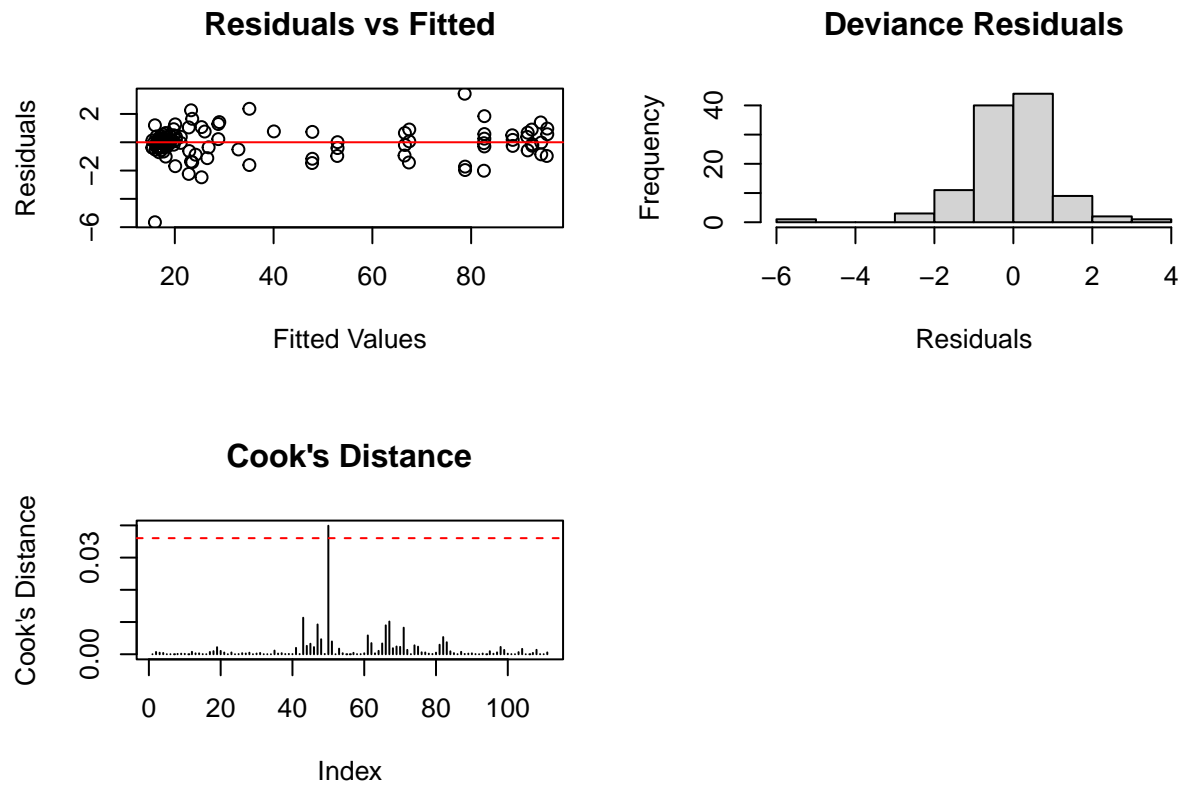 Residuals vs Fitted
Residuals
2
−2
−6
20 40 60 80
Fitted Values
Deviance Residuals
Frequency
40
20
0
−6 −4 −2 0 2 4
Residuals
Cook's Distance
Cook's Distance
0.03
0.00
0 20 40 60 80 100
Index